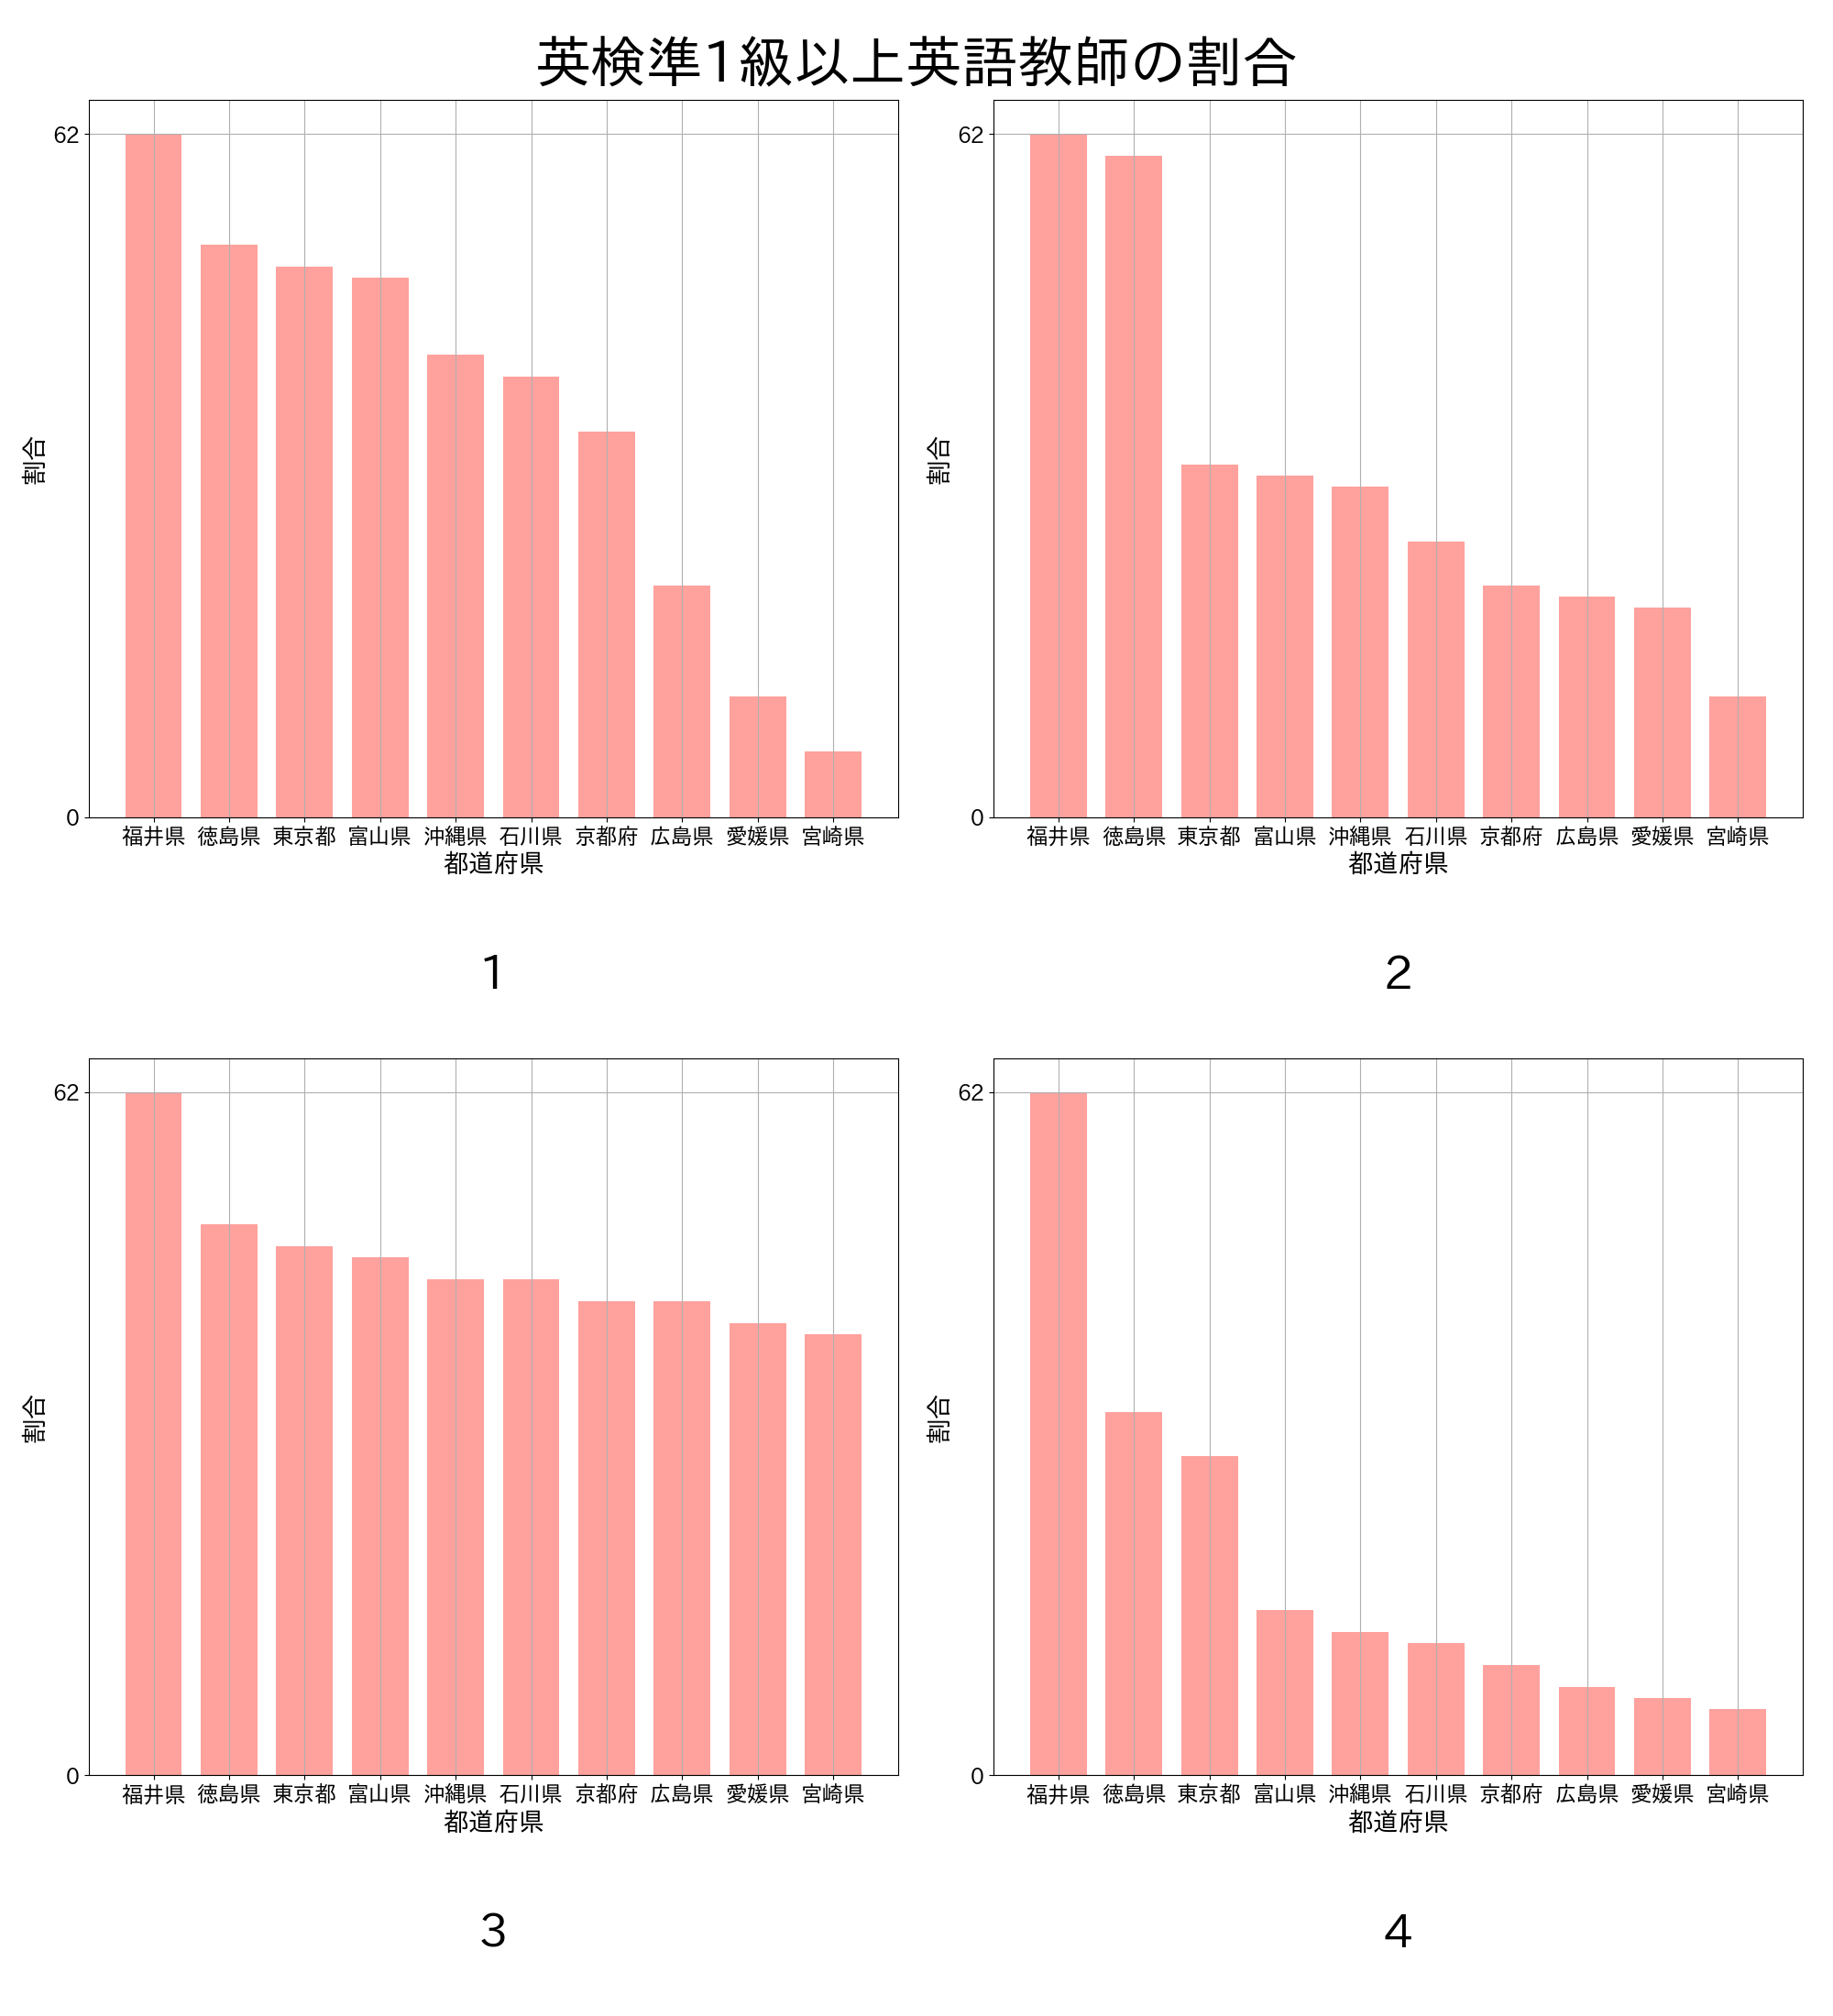 英検準1級以上英語教師の割合
62
0
割合
福井県 徳島県 東京都 富山県 沖縄県 石川県 京都府 広島県 愛媛県 宮崎県
都道府県
1
62
0
割合
福井県 徳島県 東京都 富山県 沖縄県 石川県 京都府 広島県 愛媛県 宮崎県
都道府県
2
62
0
割合
福井県 徳島県 東京都 富山県 沖縄県 石川県 京都府 広島県 愛媛県 宮崎県
都道府県
3
62
0
割合
福井県 徳島県 東京都 富山県 沖縄県 石川県 京都府 広島県 愛媛県 宮崎県
都道府県
4